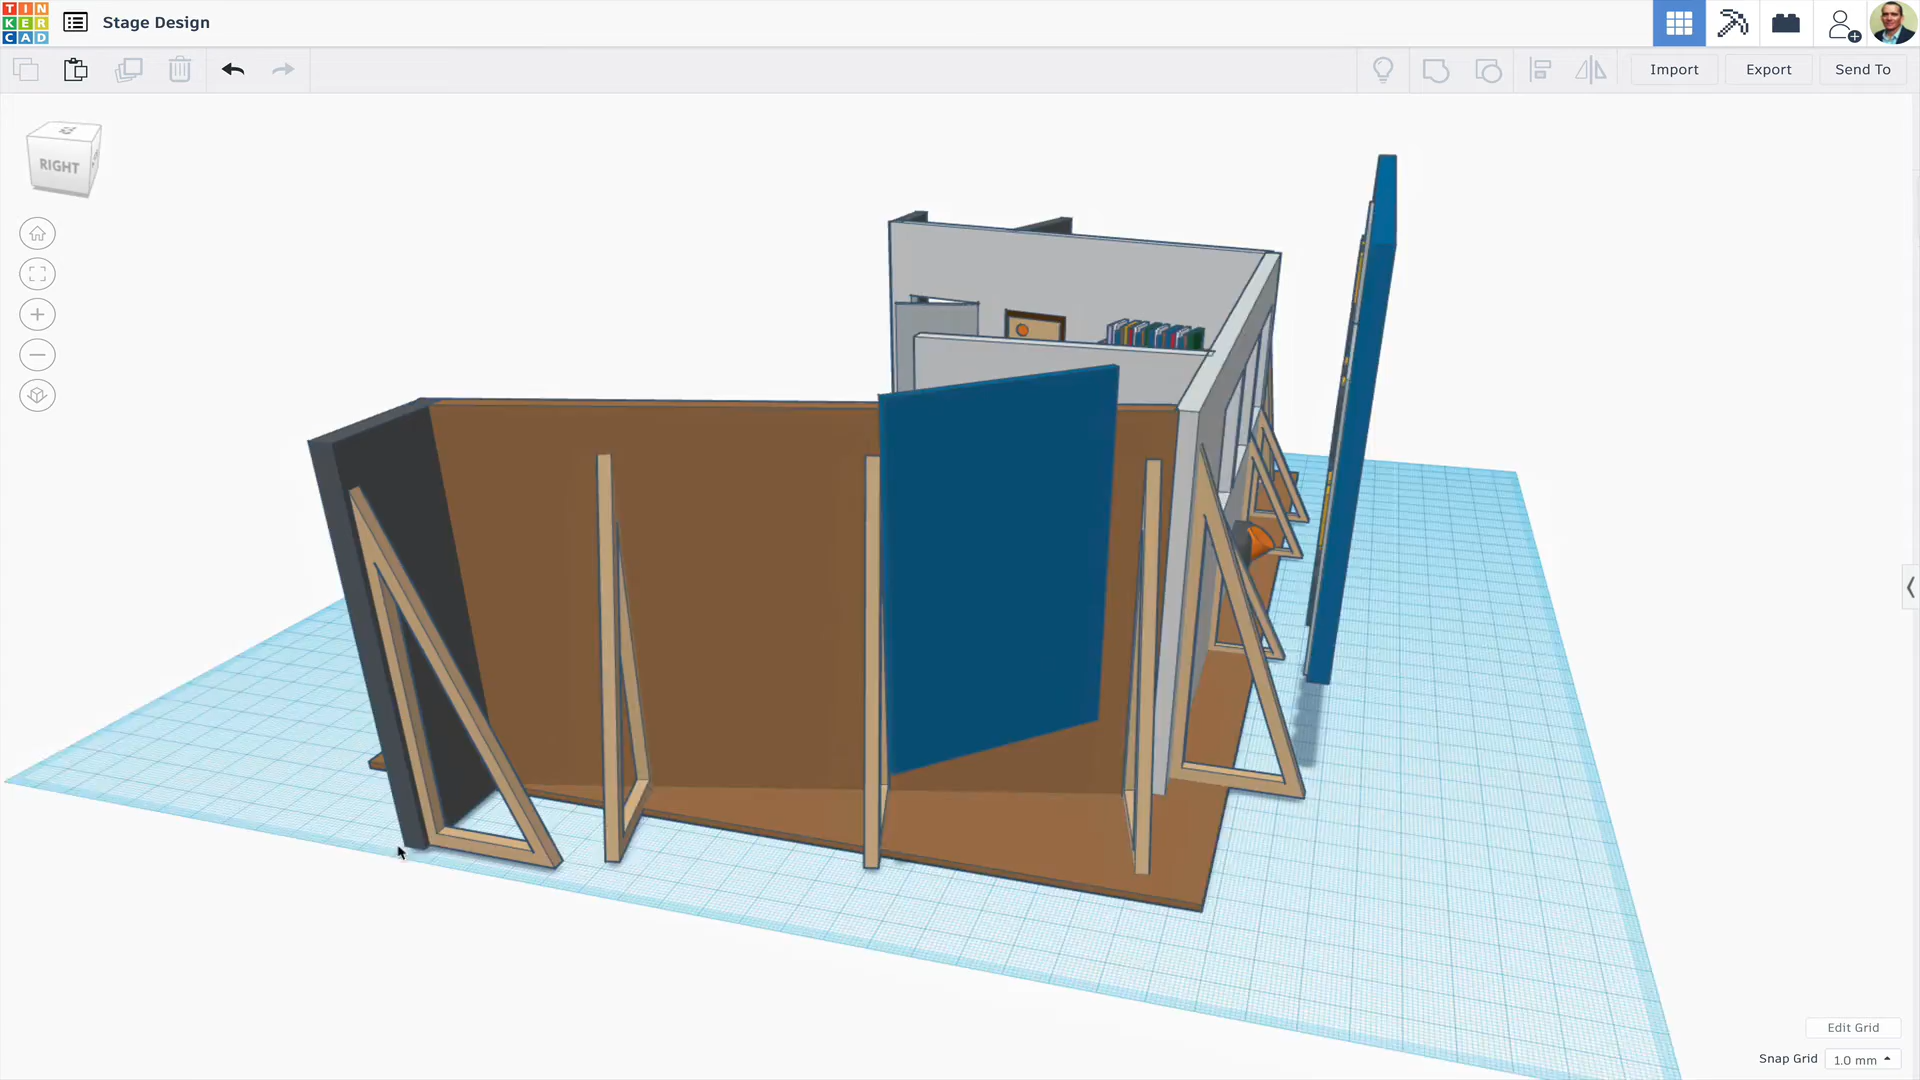 TIN
KER
CAD
Stage Design
Import
Export
Send To
RIGHT
Edit Grid
Snap Grid
1.0 mm